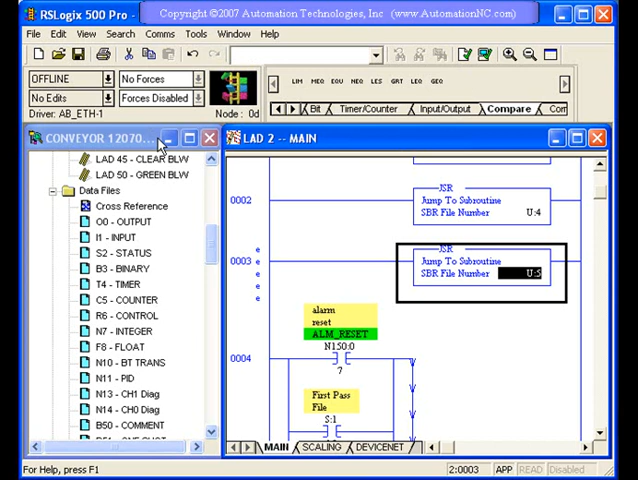 RSLogix 500 Pro -
Copyright ©2007 Automation Technologies, Inc (www.AutomationNC.com)
File Edit View Search Comms Tools Window Help
OFFLINE No Forces
No Edits Forces Disabled
Driver: AB_ETH-1 Node: 0d
LIM MEQ EQU NEQ LES GRT LEQ GEQ
Bit Timer/Counter Input/Output Compare
CONVEYOR 12070...
LAD 45 - CLEAR BLW
LAD 50 - GREEN BLW
Data Files
Cross Reference
O0 - OUTPUT
I1 - INPUT
S2 - STATUS
B3 - BINARY
T4 - TIMER
C5 - COUNTER
R6 - CONTROL
N7 - INTEGER
F8 - FLOAT
N10 - BT TRANS
N11 - PID
N13 - CH1 Diag
N14 - CH0 Diag
B50 - COMMENT
LAD 2 -- MAIN
0002
JSR
Jump To Subroutine
SBR File Number U:4
0003
e
e
e
e
e
JSR
Jump To Subroutine
SBR File Number U:5
alarm
reset
ALM_RESET
N150:0
0004
7
First Pass
File
S:1
MAIN SCALING DEVICENET
For Help, press F1
2:0003 APP READ Disabled